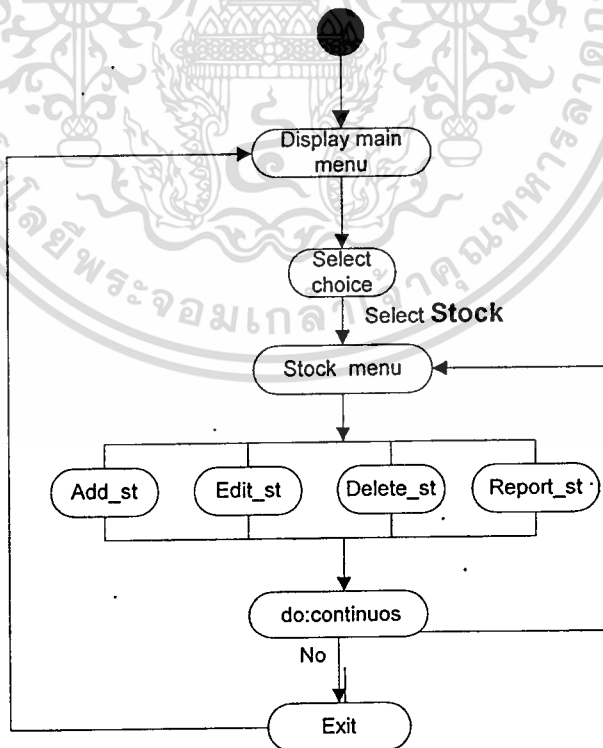 Display main
menu
Select
choice
Select Stock
Stock menu
Add_st
Edit_st
Delete_st
Report_st
do:continuos
No
Exit